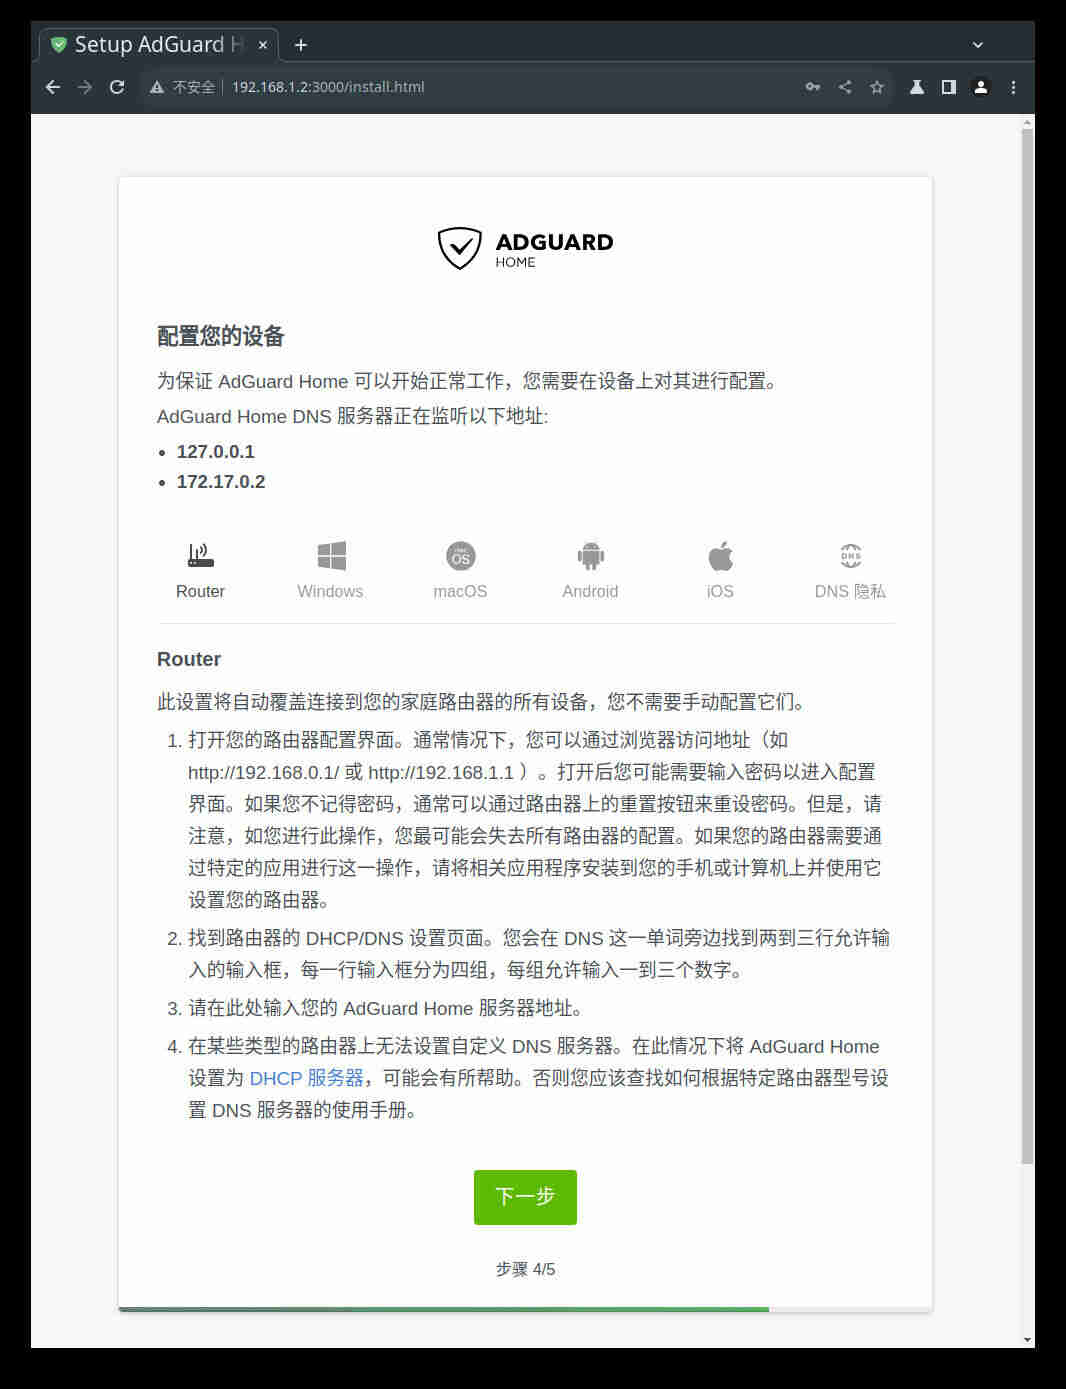 Setup AdGuard H
不安全 192.168.1.2:3000/install.html
ADGUARD
HOME
配置您的设备
为保证 AdGuard Home 可以开始正常工作，您需要在设备上对其进行配置。
AdGuard Home DNS 服务器正在监听以下地址:
• 127.0.0.1
• 172.17.0.2
Router Windows macOS Android iOS DNS 隐私
Router
此设置将自动覆盖连接到您的家庭路由器的所有设备，您不需要手动配置它们。
1. 打开您的路由器配置界面。通常情况下，您可以通过浏览器访问地址（如
http://192.168.0.1/ 或 http://192.168.1.1 ）。打开后您可能需要输入密码以进入配置
界面。如果您不记得密码，通常可以通过路由器上的重置按钮来重设密码。但是，请
注意，如您进行此操作，您最可能会失去所有路由器的配置。如果您的路由器需要通
过特定的应用进行这一操作，请将相关应用程序安装到您的手机或计算机上并使用它
设置您的路由器。
2. 找到路由器的 DHCP/DNS 设置页面。您会在 DNS 这一单词旁边找到两到三行允许输
入的输入框，每一行输入框分为四组，每组允许输入一到三个数字。
3. 请在此处输入您的 AdGuard Home 服务器地址。
4. 在某些类型的路由器上无法设置自定义 DNS 服务器。在此情况下将 AdGuard Home
设置为 DHCP 服务器，可能会有所帮助。否则您应该查找如何根据特定路由器型号设
置 DNS 服务器的使用手册。
下一步
步骤 4/5